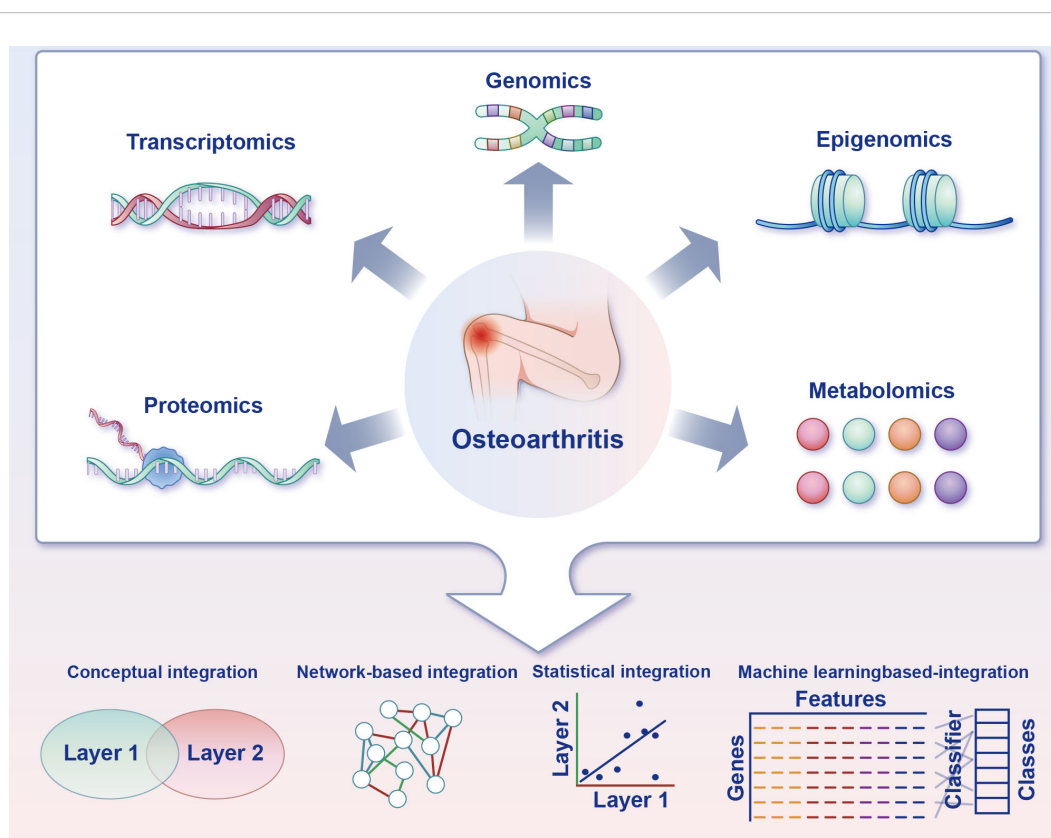 Genomics
Transcriptomics
Epigenomics
Proteomics
Metabolomics
Osteoarthritis
Conceptual integration
Network-based integration
Statistical integration
Machine learningbased-integration
Layer 1
Layer 2
Layer 2
Layer 1
Features
Genes
Classifier
Classes